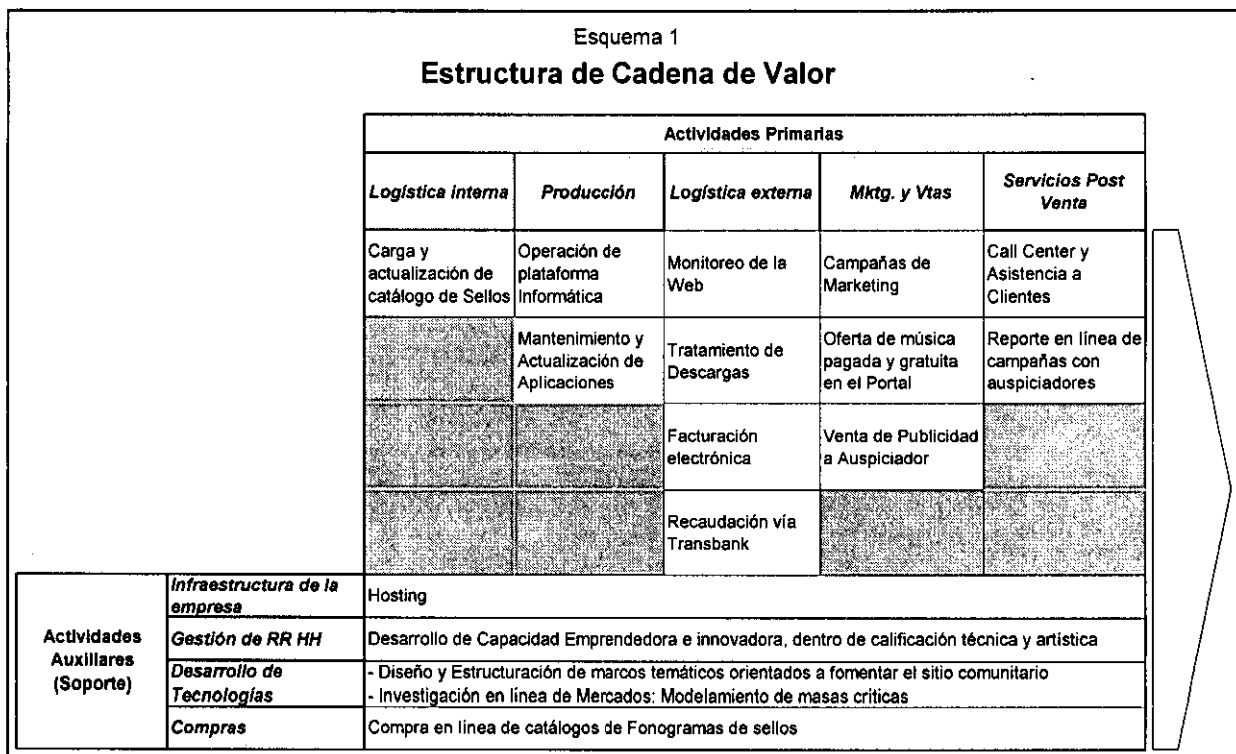 Esquema 1
Estructura de Cadena de Valor
Actividades Primarias
Logística interna
Producción
Logística externa
Mktg. y Vtas
Servicios Post
Venta
Carga y
actualización de
catálogo de Sellos
Operación de
plataforma
Informática
Monitoreo de la
Web
Campañas de
Marketing
Call Center y
Asistencia a
Clientes
Mantenimiento y
Actualización de
Aplicaciones
Tratamiento de
Descargas
Oferta de música
pagada y gratuita
en el Portal
Reporte en línea de
campañas con
auspiciadores
Facturación
electrónica
Venta de Publicidad
a Auspiciador
Recaudación vía
Transbank
Actividades
Auxiliares
(Soporte)
Infraestructura de la
empresa
Hosting
Gestión de RR HH
Desarrollo de Capacidad Emprendedora e innovadora, dentro de calificación técnica y artística
Desarrollo de
Tecnologías
- Diseño y Estructuración de marcos temáticos orientados a fomentar el sitio comunitario
- Investigación en línea de Mercados: Modelamiento de masas criticas
Compras
Compra en línea de catálogos de Fonogramas de sellos